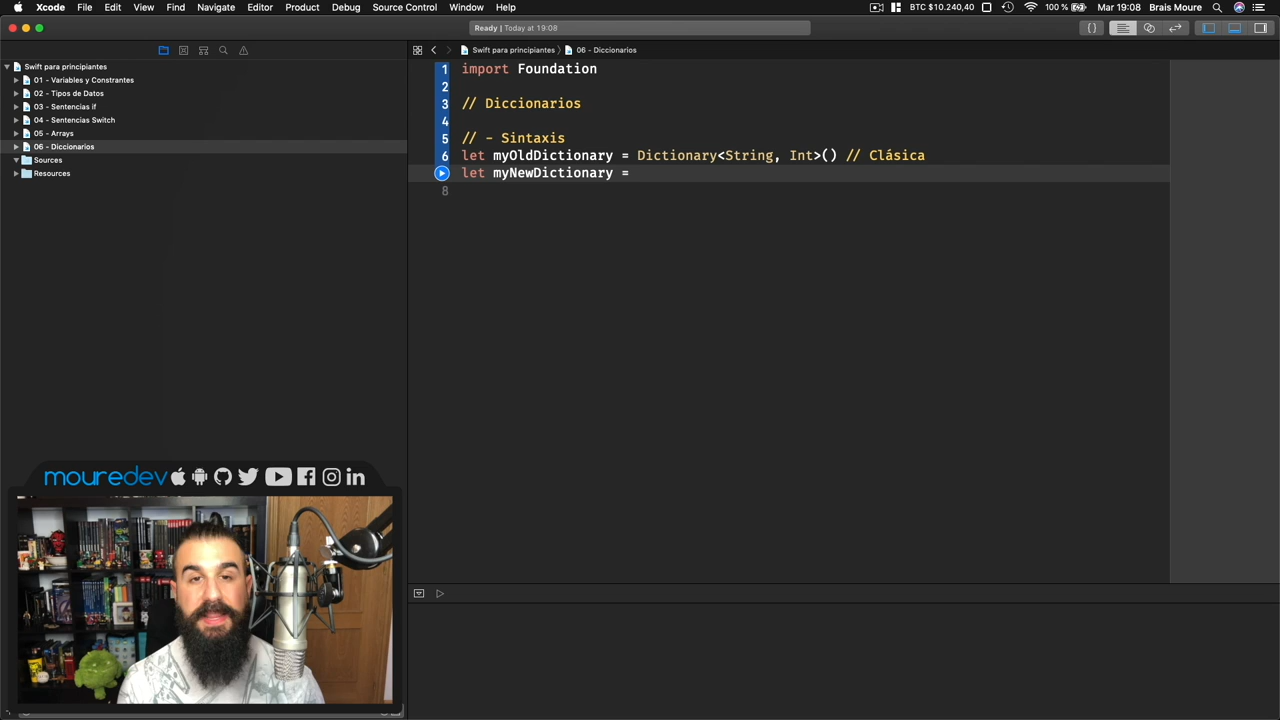 Xcode File Edit View Find Navigate Editor Product Debug Source Control Window Help BTC $10.240,40 100 % Mar 19:08 Brais Moure
Ready | Today at 19:08
Swift para principiantes 06 - Diccionarios
Swift para principiantes
01 - Variables y Constrantes
02 - Tipos de Datos
03 - Sentencias if
04 - Sentencias Switch
05 - Arrays
06 - Diccionarios
Sources
Resources
1 import Foundation
2
3 // Diccionarios
4
5 // - Sintaxis
6 let myOldDictionary = Dictionary<String, Int>() // Clásica
let myNewDictionary =
8
mouredev